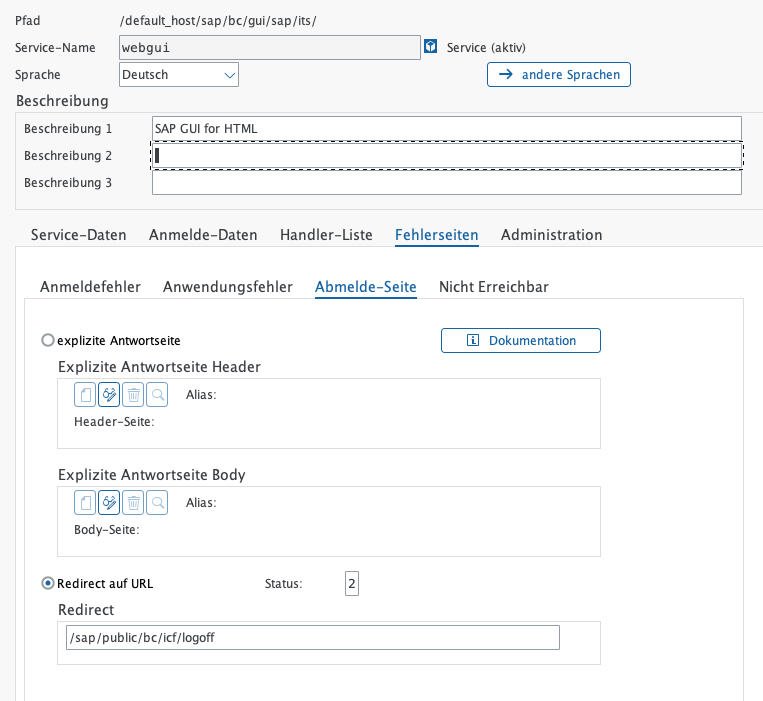 Pfad /default_host/sap/bc/gui/sap/its/
Service-Name webgui Service (aktiv)
Sprache Deutsch andere Sprachen
Beschreibung
Beschreibung 1 SAP GUI for HTML
Beschreibung 2
Beschreibung 3
Service-Daten Anmelde-Daten Handler-Liste Fehlerseiten Administration
Anmeldefehler Anwendungsfehler Abmelde-Seite Nicht Erreichbar
explizite Antwortseite Dokumentation
Explizite Antwortseite Header
Alias:
Header-Seite:
Explizite Antwortseite Body
Alias:
Body-Seite:
Redirect auf URL Status: 2
Redirect
/sap/public/bc/icf/logoff